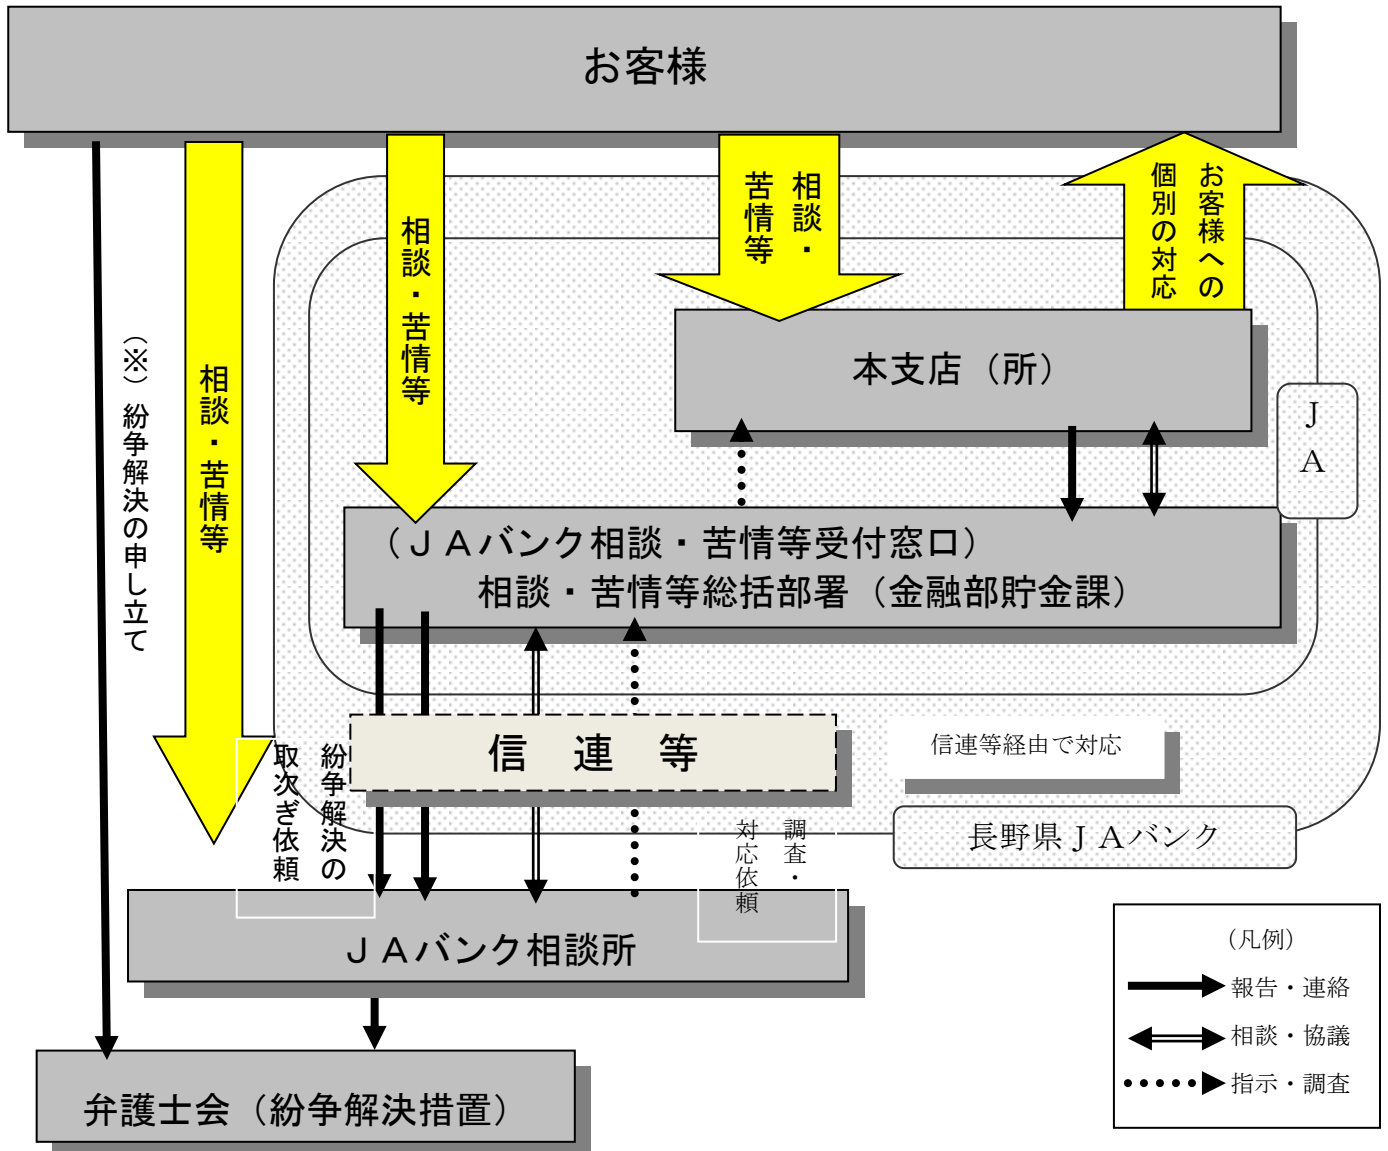 お客様
(※) 紛争解決の申し立て
相談・苦情等
相談・苦情等
相談・
苦情等
お客様への
個別の対応
本支店（所）
ＪＡ
（ＪＡバンク相談・苦情等受付窓口）
相談・苦情等総括部署（金融部貯金課）
信連等
信連等経由で対応
長野県ＪＡバンク
紛争解決の
取次ぎ依頼
調査・
対応依頼
ＪＡバンク相談所
弁護士会（紛争解決措置）
（凡例）
報告・連絡
相談・協議
指示・調査